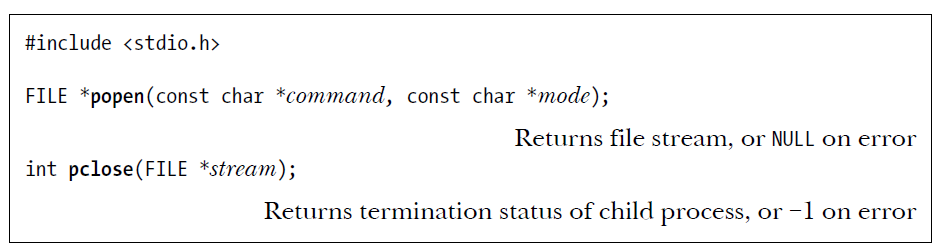 #include <stdio.h>
FILE *popen(const char *command, const char *mode);
Returns file stream, or NULL on error
int pclose(FILE *stream);
Returns termination status of child process, or −1 on error